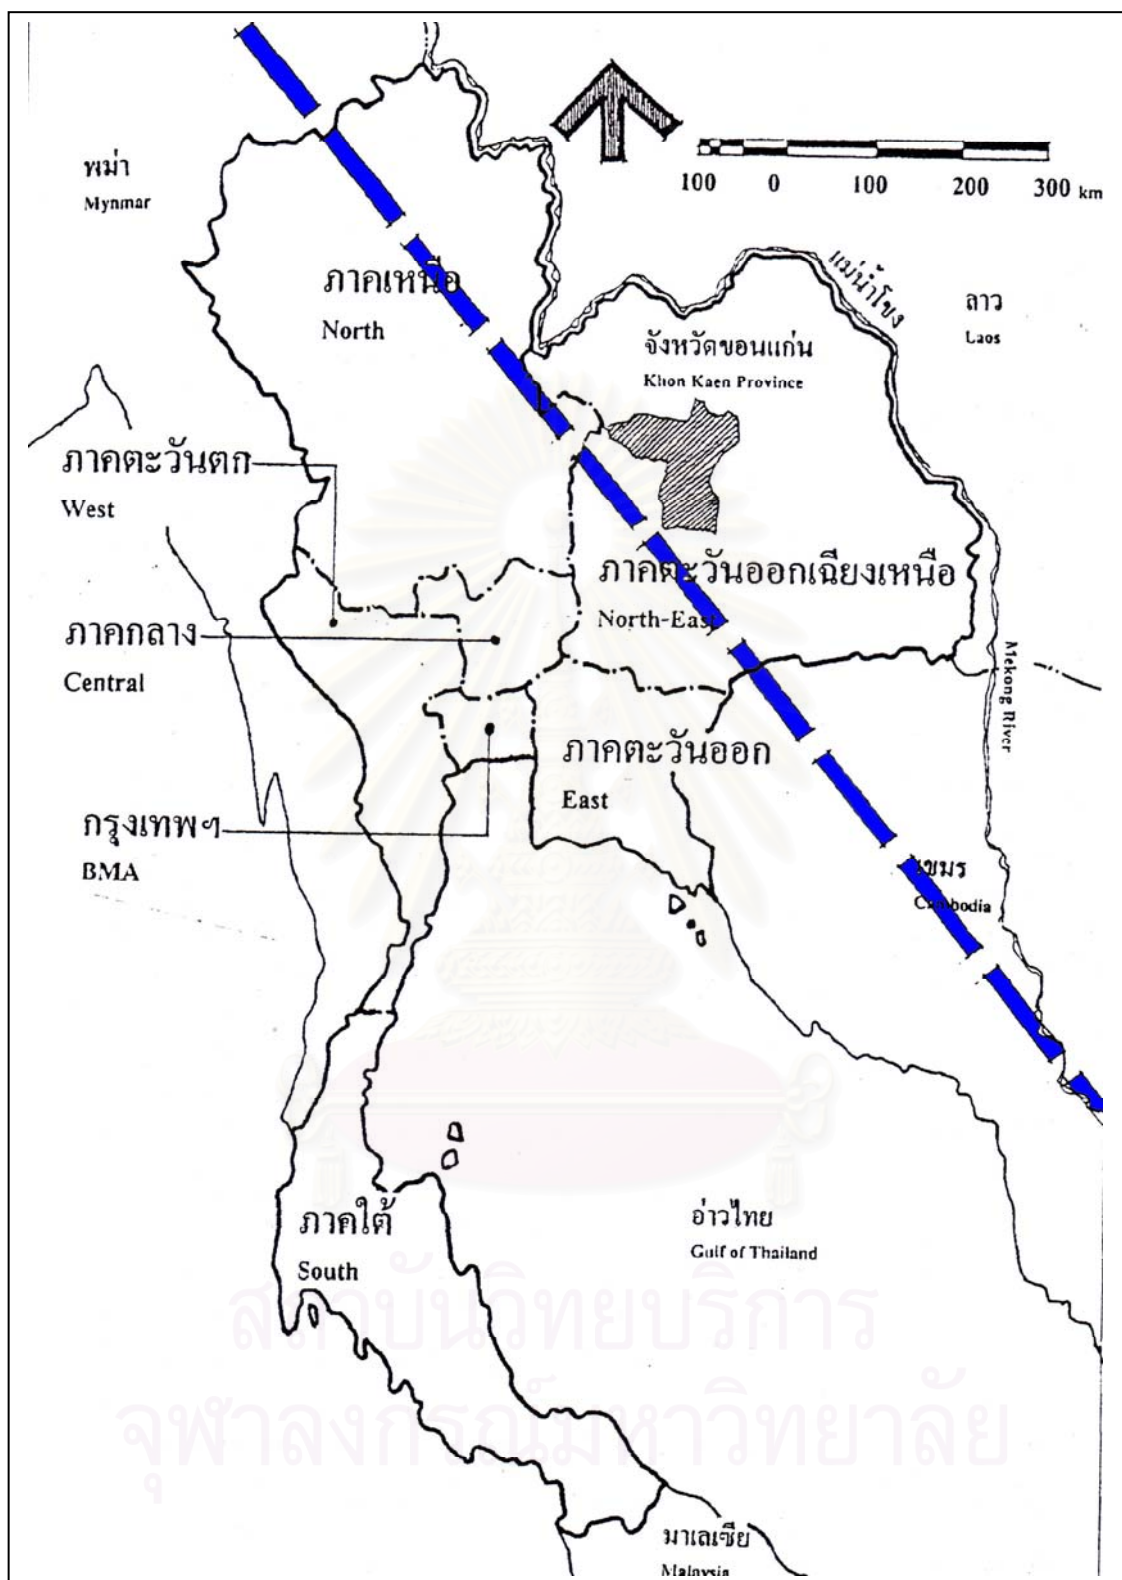 พม่า
Mynmar
100 0 100 200 300 km
ภาคเหนือ
North
แม่น้ำโขง
ลาว
Laos
จังหวัดขอนแก่น
Khon Kaen Province
ภาคตะวันตก
West
ภาคตะวันออกเฉียงเหนือ
North-East
ภาคกลาง
Central
Mekong River
ภาคตะวันออก
East
กรุงเทพฯ
BMA
เขมร
Cambodia
ภาคใต้
South
อ่าวไทย
Gulf of Thailand
สถาบันวิทยบริการ
จุฬาลงกรณ์มหาวิทยาลัย
มาเลเซีย
Malaysia